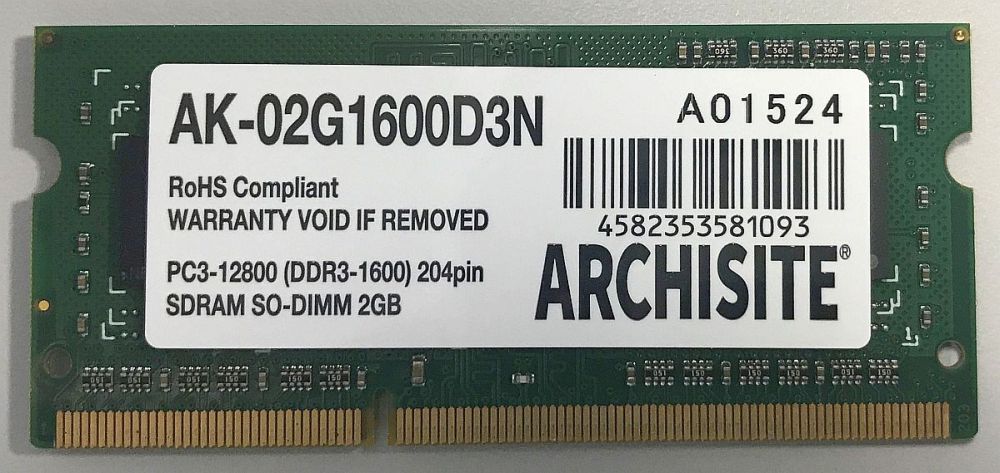 AK-02G1600D3N
A01524
RoHS Compliant
WARRANTY VOID IF REMOVED
4582353581093
PC3-12800 (DDR3-1600) 204pin
SDRAM SO-DIMM 2GB
ARCHISITE®
203